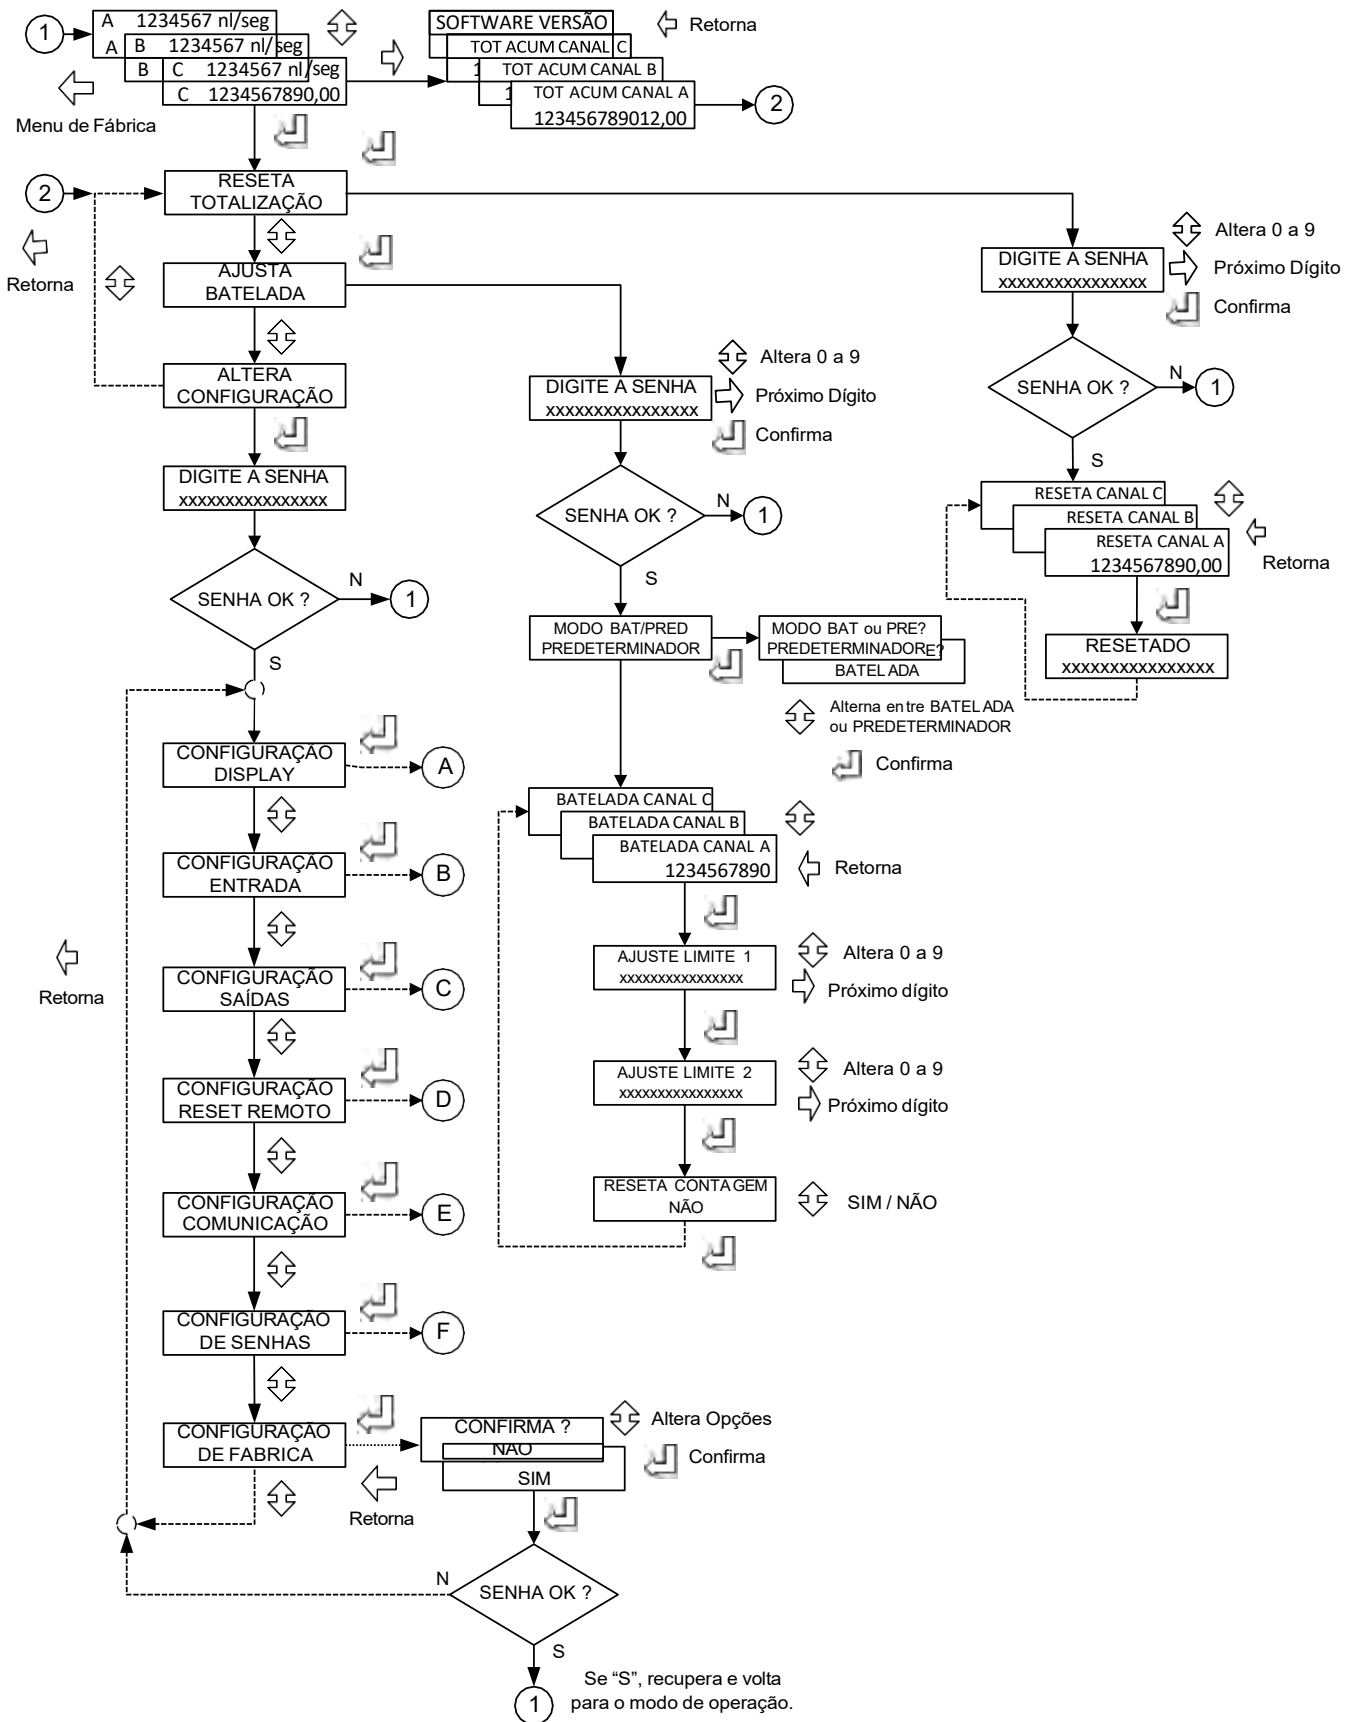 1
A 1234567 nl/seg
A B 1234567 nl/seg
B C 1234567 nl/seg
C 1234567890,00
Menu de Fábrica
SOFTWARE VERSÃO
TOT ACUM CANAL C
1 TOT ACUM CANAL B
1 TOT ACUM CANAL A
123456789012,00
Retorna
2
2
Retorna
RESETA
TOTALIZAÇÃO
AJUSTA
BATELADA
ALTERA
CONFIGURAÇÃO
DIGITE A SENHA
xxxxxxxxxxxxxxxx
SENHA OK ?
N
1
S
DIGITE A SENHA
xxxxxxxxxxxxxxxx
Altera 0 a 9
Próximo Dígito
Confirma
SENHA OK ?
N
1
S
RESETA CANAL C
RESETA CANAL B
RESETA CANAL A
1234567890,00
Retorna
RESETADO
xxxxxxxxxxxxxxxx
DIGITE A SENHA
xxxxxxxxxxxxxxxx
Altera 0 a 9
Próximo Dígito
Confirma
SENHA OK ?
N
1
S
MODO BAT/PRED
PREDETERMINADOR
MODO BAT ou PRE?
PREDETERMINADOR
E?
BATELADA
Alterna entre BATELADA
ou PREDETERMINADOR
Confirma
BATELADA CANAL C
BATELADA CANAL B
BATELADA CANAL A
1234567890
Retorna
AJUSTE LIMITE 1
xxxxxxxxxxxxxxxx
Altera 0 a 9
Próximo dígito
AJUSTE LIMITE 2
xxxxxxxxxxxxxxxx
Altera 0 a 9
Próximo dígito
RESETA CONTAGEM
NÃO
SIM / NÃO
Retorna
CONFIGURAÇÃO
DISPLAY
A
CONFIGURAÇÃO
ENTRADA
B
CONFIGURAÇÃO
SAÍDAS
C
CONFIGURAÇÃO
RESET REMOTO
D
CONFIGURAÇÃO
COMUNICAÇÃO
E
CONFIGURAÇÃO
DE SENHAS
F
CONFIGURAÇÃO
DE FABRICA
Retorna
CONFIRMA ?
NÃO
SIM
Altera Opções
Confirma
N
SENHA OK ?
S
1
Se “S”, recupera e volta
para o modo de operação.